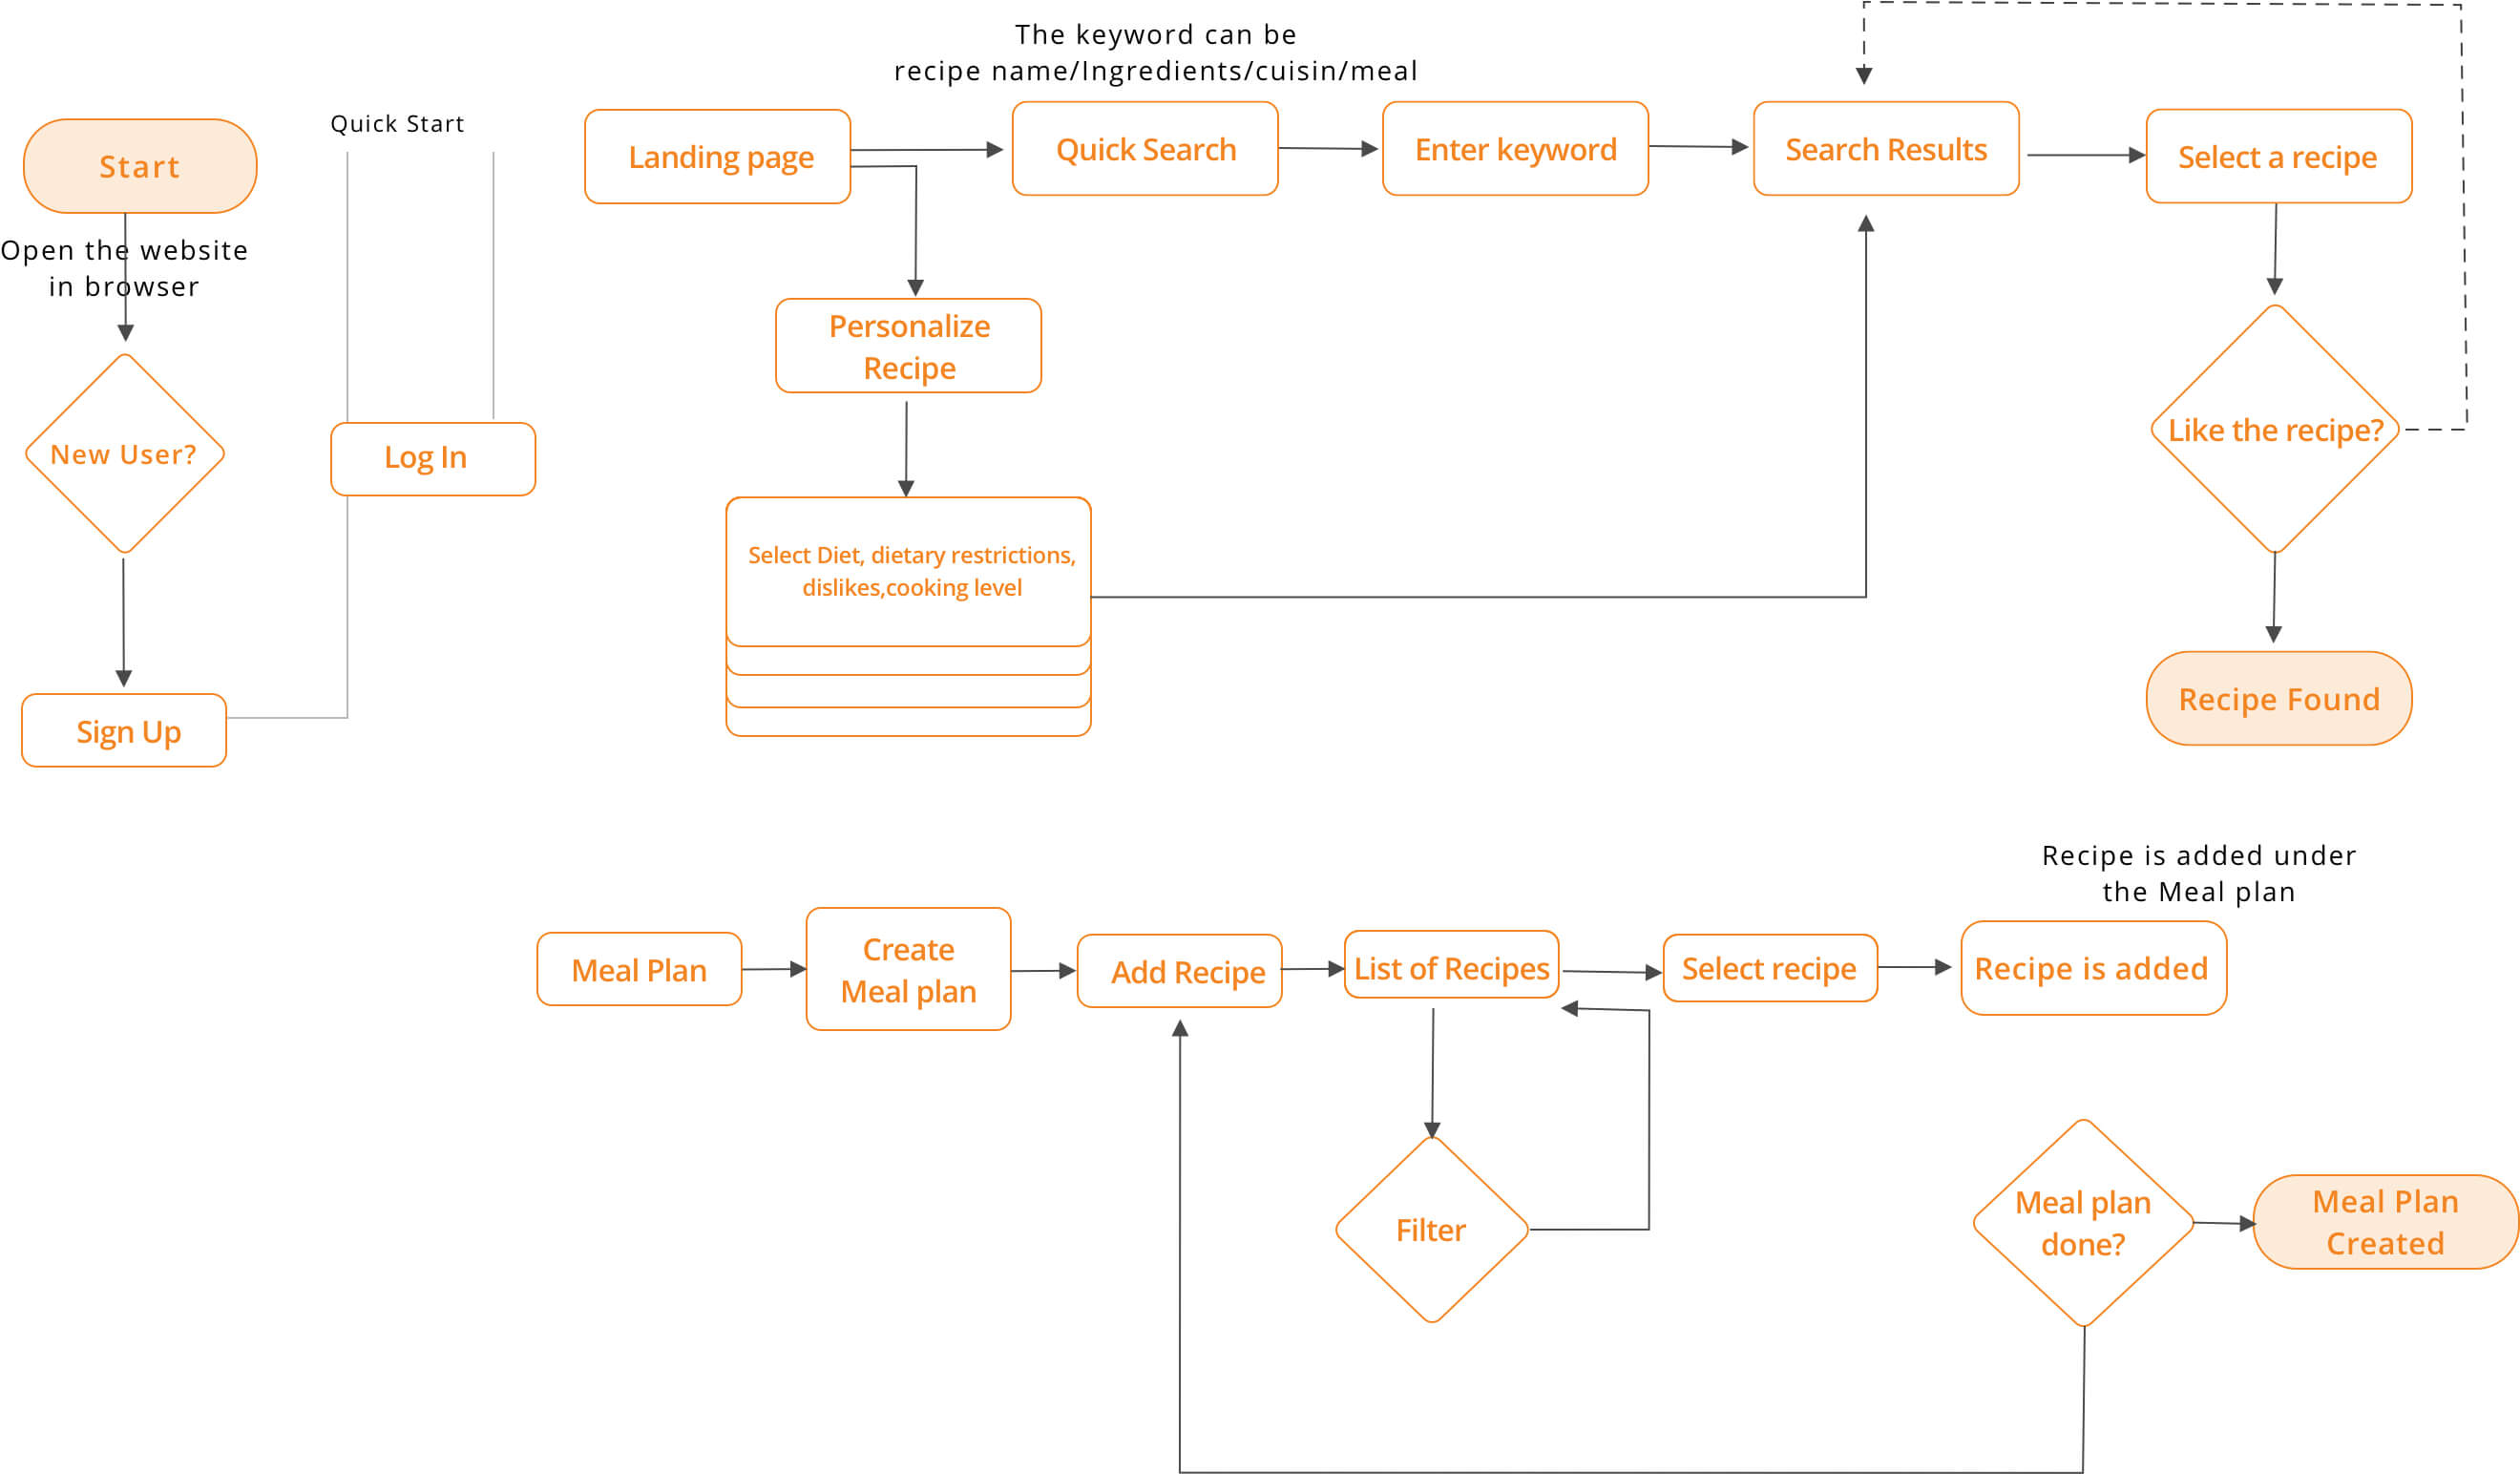 The keyword can be
recipe name/Ingredients/cuisin/meal
Quick Start
Start
Landing page
Quick Search
Enter keyword
Search Results
Select a recipe
Open the website
in browser
Personalize
Recipe
New User?
Log In
Like the recipe?
Select Diet, dietary restrictions,
dislikes,cooking level
Sign Up
Recipe Found
Recipe is added under
the Meal plan
Meal Plan
Create
Meal plan
Add Recipe
List of Recipes
Select recipe
Recipe is added
Filter
Meal plan
done?
Meal Plan
Created